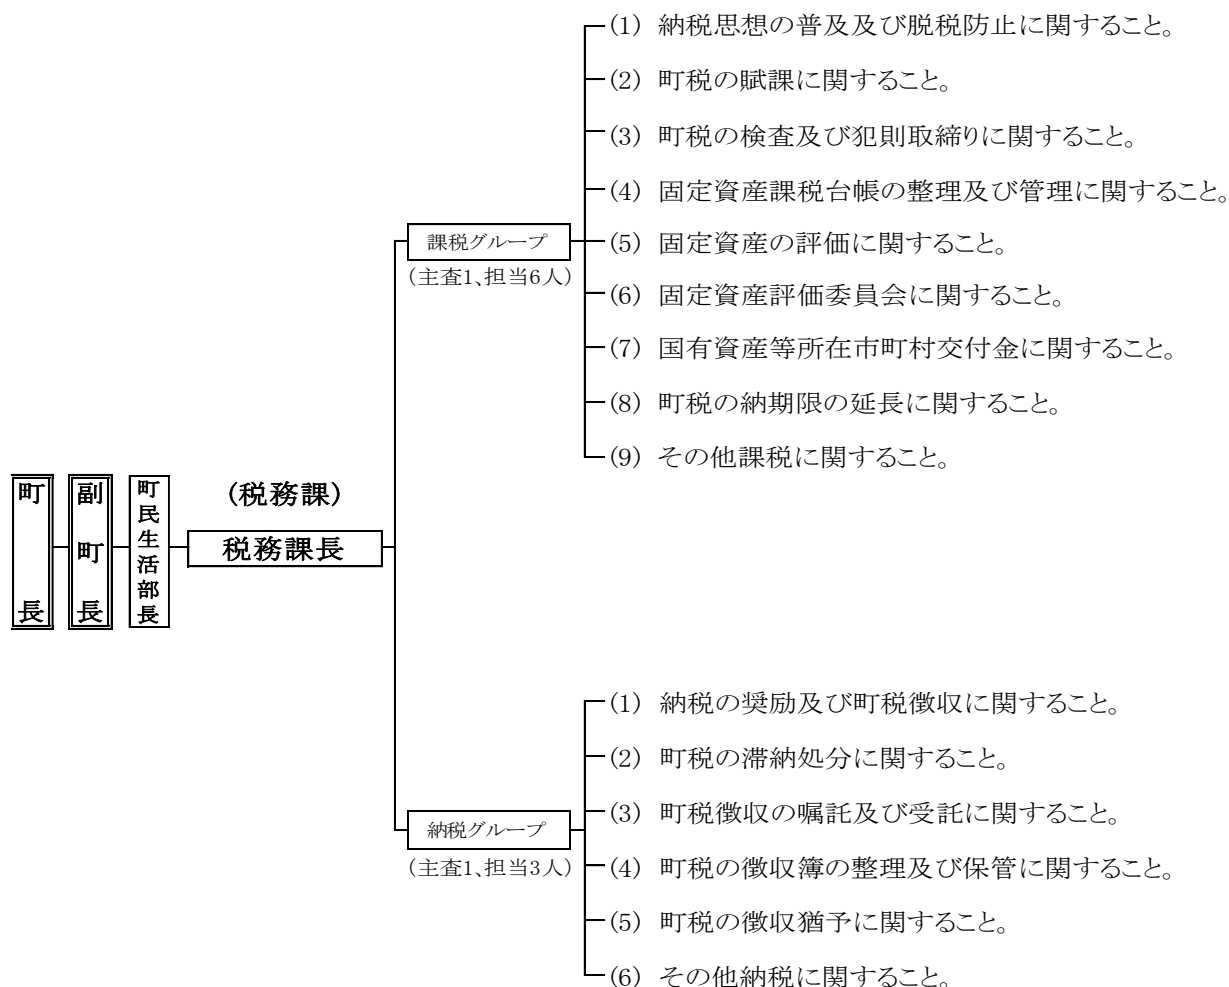 町長
副町長
町民生活部長
(税務課)
税務課長
課税グループ
(主査1、担当6人)
(1) 納税思想の普及及び脱税防止に関すること。
(2) 町税の賦課に関すること。
(3) 町税の検査及び犯則取締りに関すること。
(4) 固定資産課税台帳の整理及び管理に関すること。
(5) 固定資産の評価に関すること。
(6) 固定資産評価委員会に関すること。
(7) 国有資産等所在市町村交付金に関すること。
(8) 町税の納期限の延長に関すること。
(9) その他課税に関すること。
納税グループ
(主査1、担当3人)
(1) 納税の奨励及び町税徴収に関すること。
(2) 町税の滞納処分に関すること。
(3) 町税徴収の嘱託及び受託に関すること。
(4) 町税の徴収簿の整理及び保管に関すること。
(5) 町税の徴収猶予に関すること。
(6) その他納税に関すること。